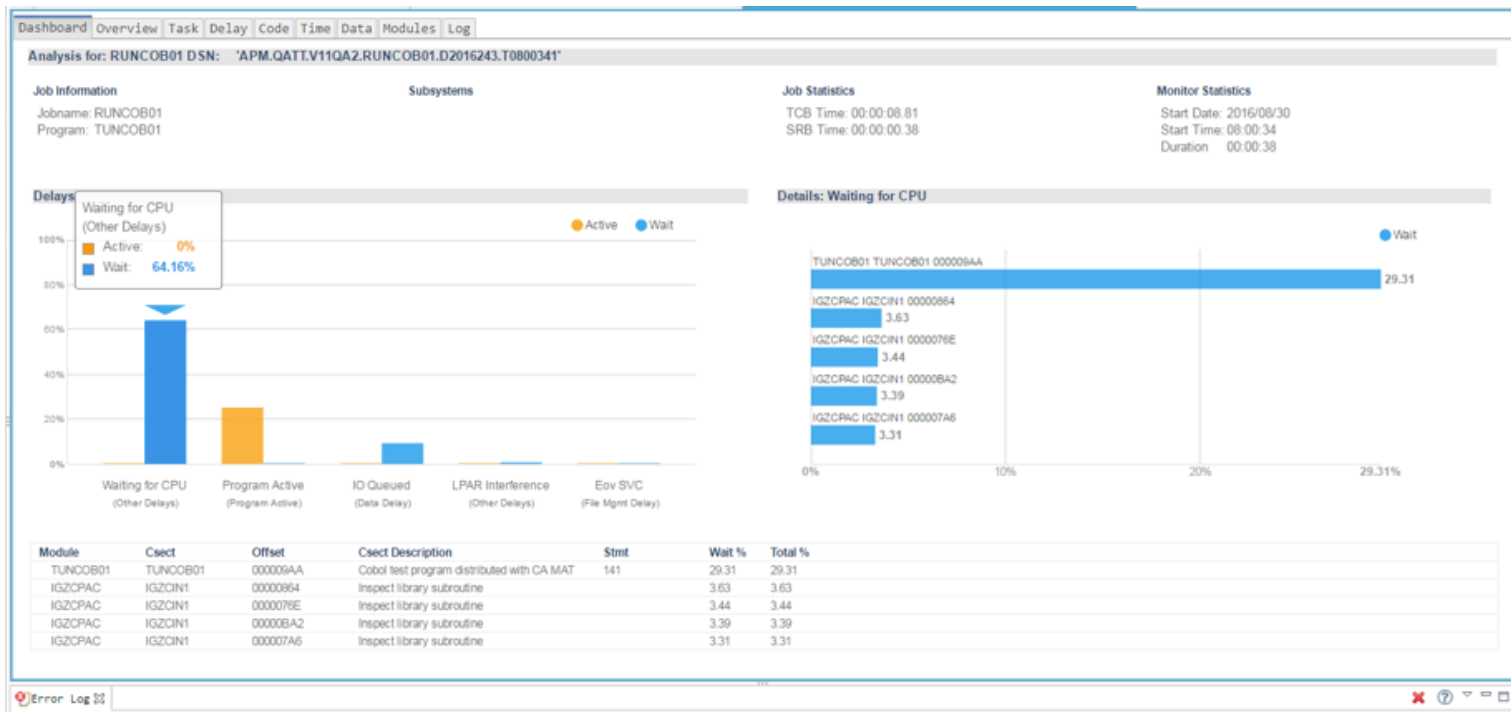 Dashboard Overview Task Delay Code Time Data Modules Log
Analysis for: RUNCOB01 DSN: 'APM.QATT.V11QA2.RUNCOB01.D2016243.T0800341'
Job Information
Jobname: RUNCOB01
Program: TUNCOB01
Subsystems
Job Statistics
TCB Time: 00:00:08.81
SRB Time: 00:00:00.38
Monitor Statistics
Start Date: 2016/08/30
Start Time: 08:00:34
Duration 00:00:38
Delays
Waiting for CPU
(Other Delays)
Active: 0%
Wait: 64.16%
Active Wait
100%
80%
60%
40%
20%
0%
Waiting for CPU
(Other Delays)
Program Active
(Program Active)
IO Queued
(Data Delay)
LPAR Interference
(Other Delays)
Eov SVC
(File Mgmt Delay)
Details: Waiting for CPU
Wait
TUNCOB01 TUNCOB01 000009AA
29.31
IGZCPAC IGZCIN1 00000864
3.63
IGZCPAC IGZCIN1 0000076E
3.44
IGZCPAC IGZCIN1 00000BA2
3.39
IGZCPAC IGZCIN1 000007A6
3.31
0% 10% 20% 29.31%
Module Csect Offset Csect Description Stmt Wait % Total %
TUNCOB01 TUNCOB01 000009AA Cobol test program distributed with CA MAT 141 29.31 29.31
IGZCPAC IGZCIN1 00000864 Inspect library subroutine 3.63 3.63
IGZCPAC IGZCIN1 0000076E Inspect library subroutine 3.44 3.44
IGZCPAC IGZCIN1 00000BA2 Inspect library subroutine 3.39 3.39
IGZCPAC IGZCIN1 000007A6 Inspect library subroutine 3.31 3.31
Error Log